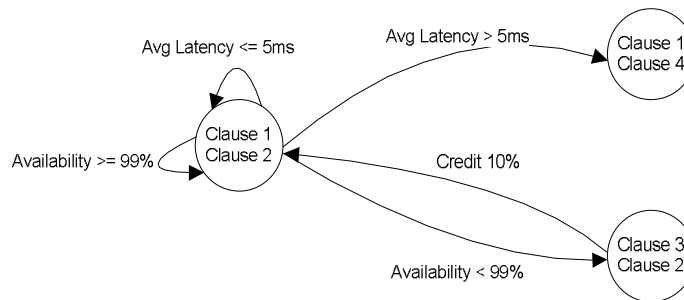 Avg Latency <= 5ms
Avg Latency > 5ms
Clause 1
Clause 4
Clause 1
Clause 2
Availability >= 99%
Credit 10%
Clause 3
Clause 2
Availability < 99%